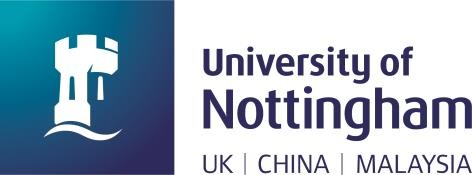 University of
Nottingham
UK | CHINA | MALAYSIA